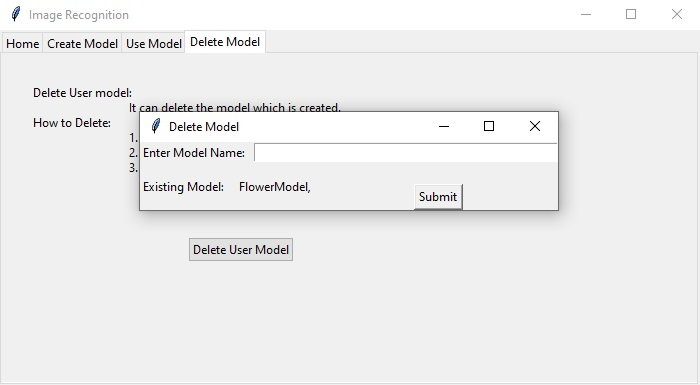 Image Recognition
Home Create Model Use Model Delete Model
Delete User model:
It can delete the model which is created.
How to Delete:
1.
2.
3.
Delete Model
Enter Model Name:
Existing Model: FlowerModel,
Submit
Delete User Model